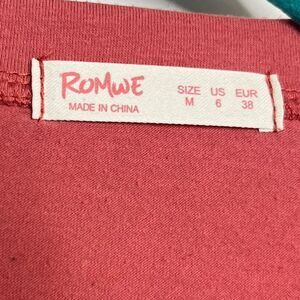 ROMWE
MADE IN CHINA
SIZE US EUR
M 6 38